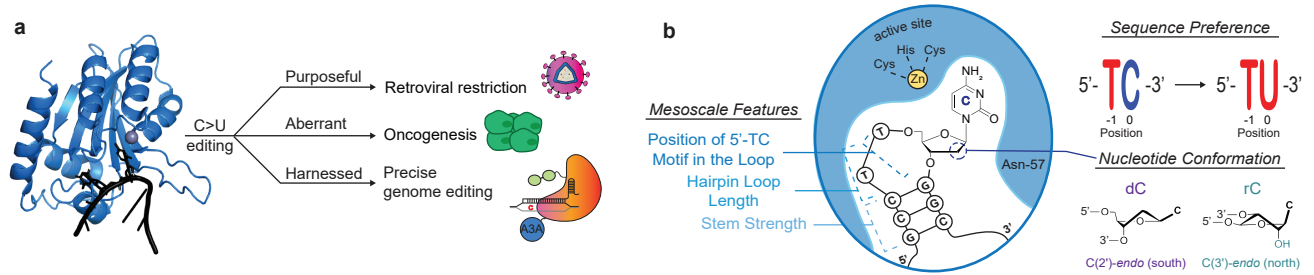 a
C>U
editing
Purposeful
Retroviral restriction
Aberrant
Oncogenesis
Harnessed
Precise
genome editing
C
A3A
b
Mesoscale Features
Position of 5'-TC
Motif in the Loop
Hairpin Loop
Length
Stem Strength
active site
Cys
His
Cys
Zn
NH2
C
N
N
O
O
O
O
T
T
C
C
G
G
G
C
5'
3'
Asn-57
Sequence Preference
5'- TC -3'
-1 0
Position
5'- TU -3'
-1 0
Position
Nucleotide Conformation
dC
5'
O
O
C
3'
O
C(2')-endo (south)
rC
3'
O
5'
O
O
C
OH
C(3')-endo (north)